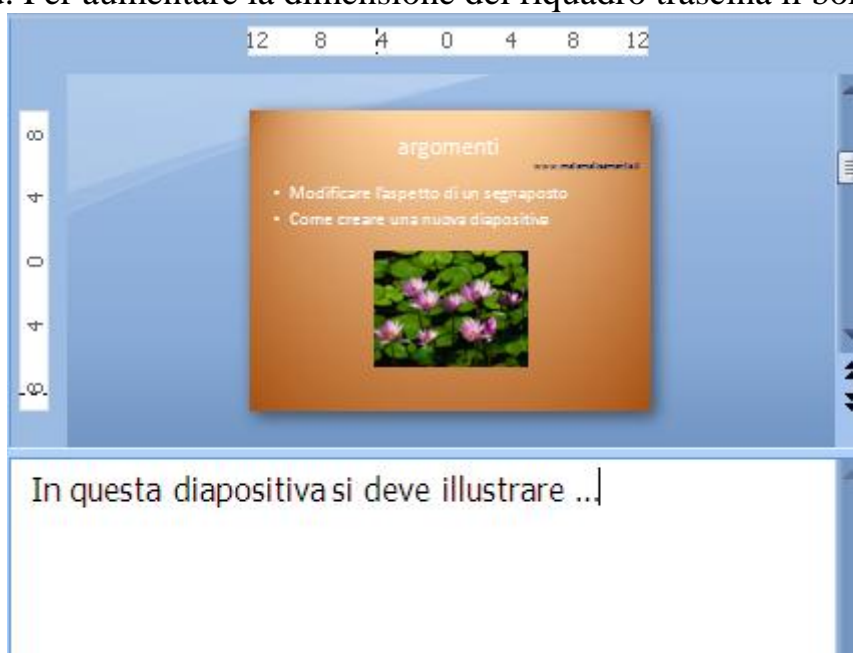 Per aumentare la dimensione del riquadro trascina il
12 8 4 0 4 8 12
8
4
0
4
8
argomenti
• Modificare l'aspetto di un segnaposto
• Come creare una nuova diapositiva
In questa diapositiva si deve illustrare ...